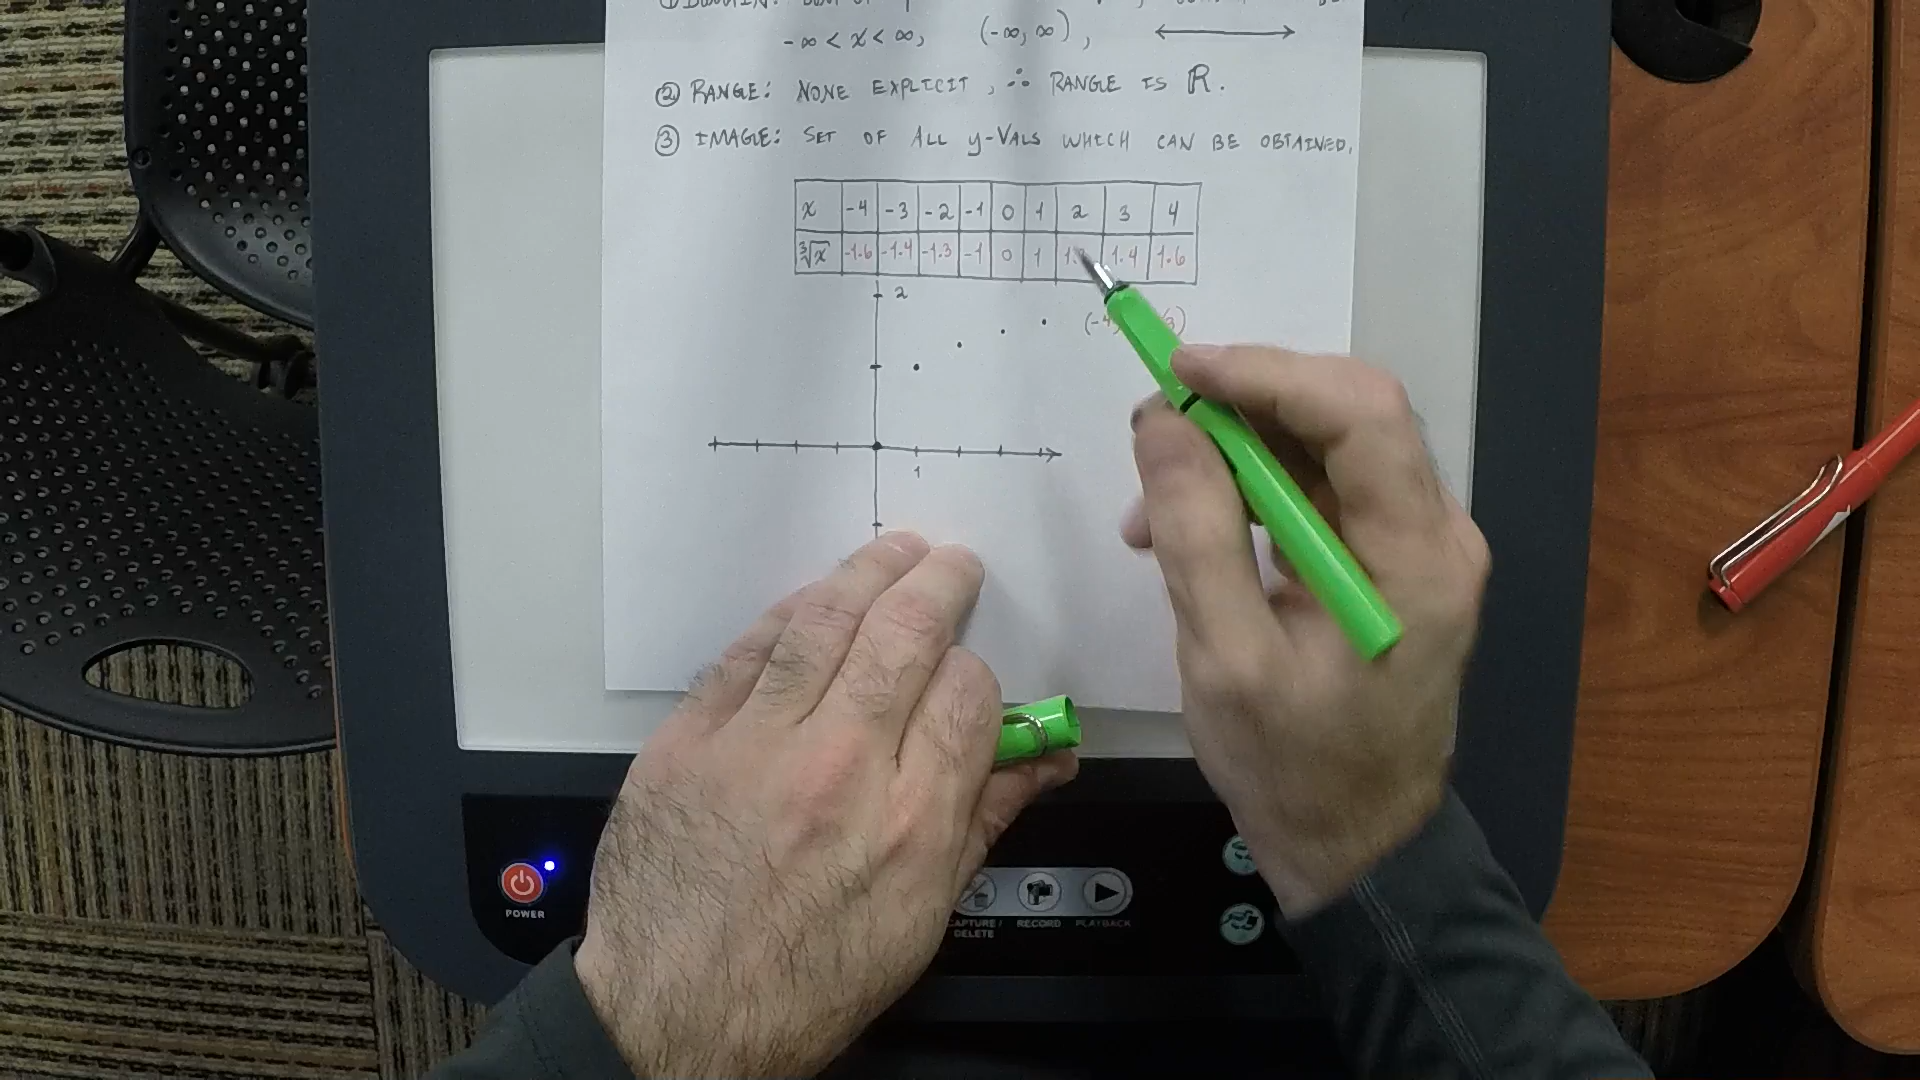 ① DOMAIN:
-∞ < x < ∞, (-∞, ∞),
② RANGE: NONE EXPLICIT, ∴ RANGE IS ℝ.
③ IMAGE: SET OF ALL y-VALS WHICH CAN BE OBTAINED,
x -4 -3 -2 -1 0 1 2 3 4
∛x -1.6 -1.4 -1.3 -1 0 1 1.4 1.6
2
1
POWER
CAPTURE / DELETE
RECORD
PLAYBACK